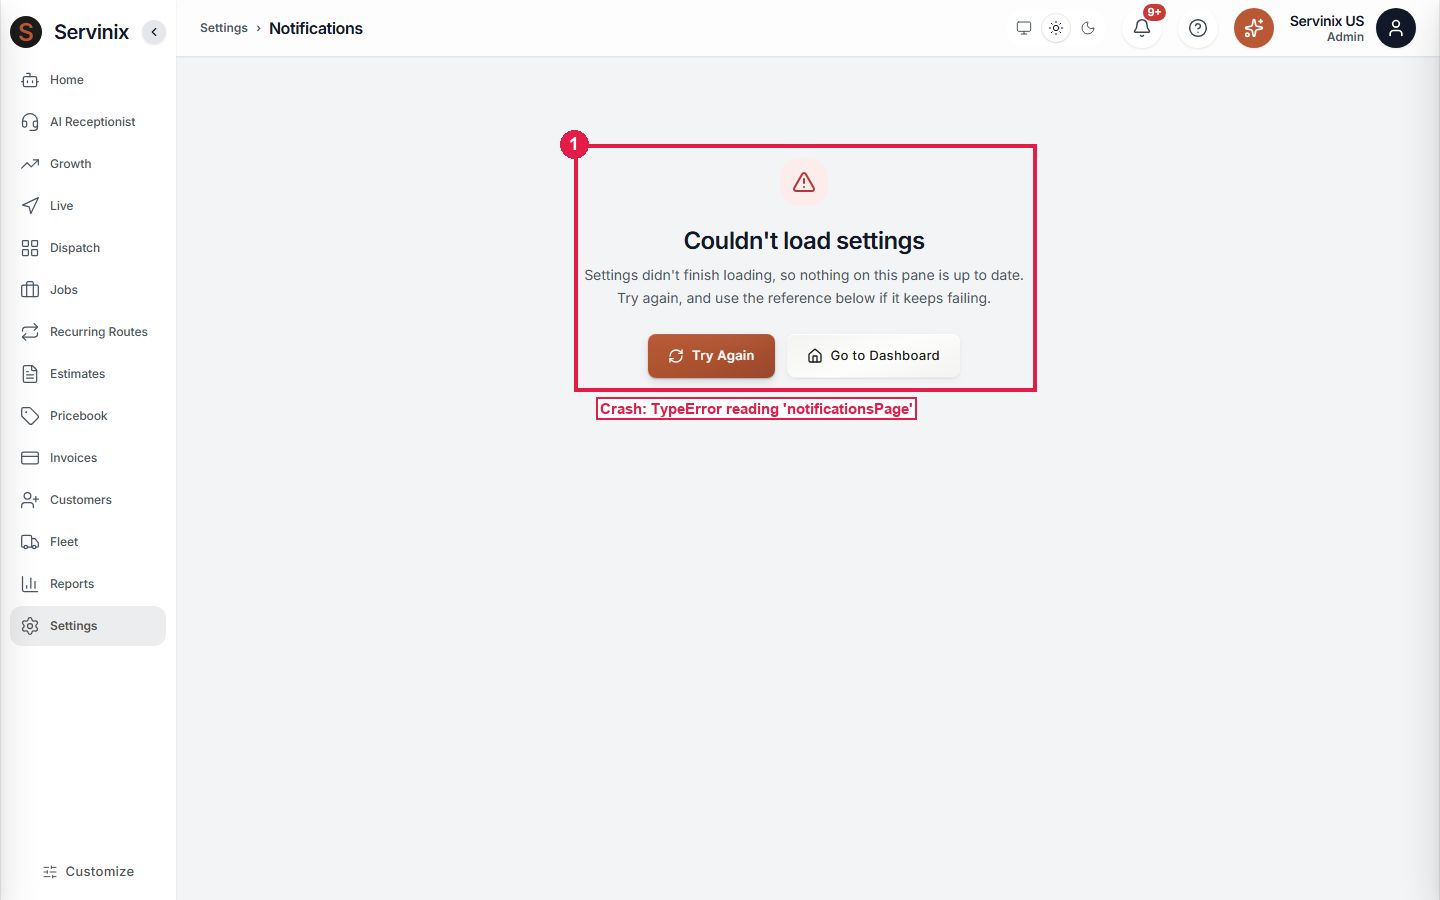 S Servinix
Settings › Notifications
9+
Servinix US
Admin
Home
AI Receptionist
Growth
Live
Dispatch
Jobs
Recurring Routes
Estimates
Pricebook
Invoices
Customers
Fleet
Reports
Settings
Customize
1
Couldn't load settings
Settings didn't finish loading, so nothing on this pane is up to date.
Try again, and use the reference below if it keeps failing.
Try Again
Go to Dashboard
Crash: TypeError reading 'notificationsPage'